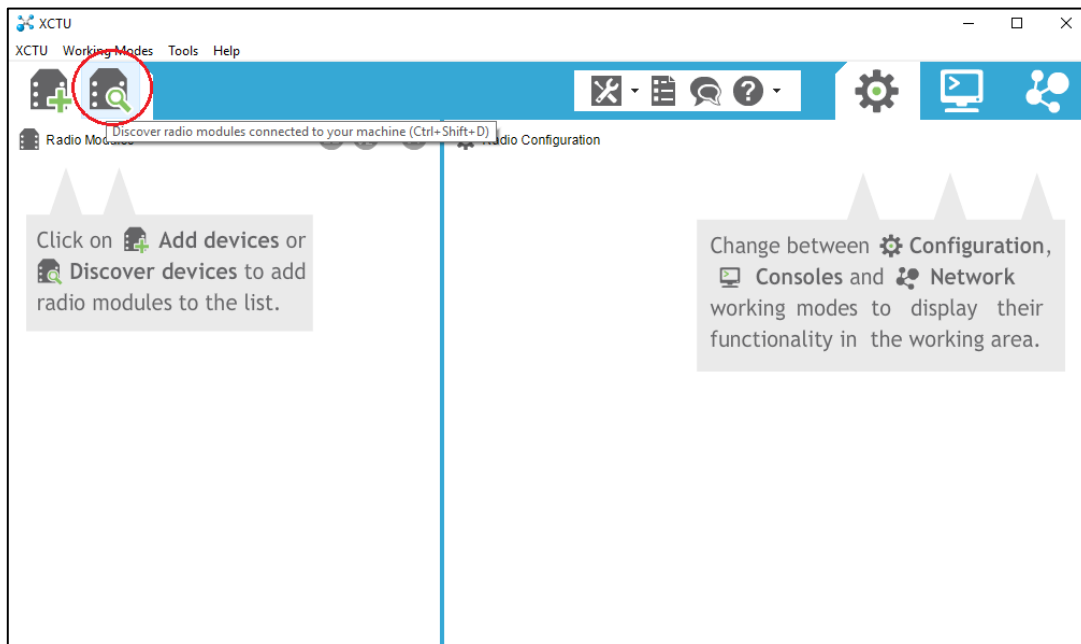 XCTU
XCTU Working Modes Tools Help
Discover radio modules connected to your machine (Ctrl+Shift+D)
Radio Modules
Radio Configuration
Click on Add devices or
Discover devices to add
radio modules to the list.
Change between Configuration,
Consoles and Network
working modes to display their
functionality in the working area.